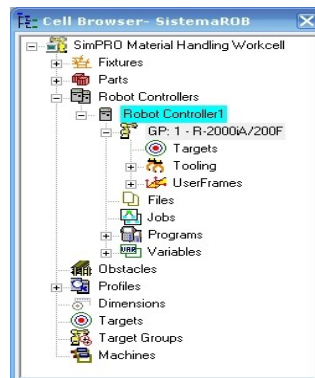 Cell Browser- SistemaROB
SimPRO Material Handling Workcell
Fixtures
Parts
Robot Controllers
Robot Controller1
GP: 1 - R-2000iA/200F
Targets
Tooling
UserFrames
Files
Jobs
Programs
VAR Variables
Obstacles
Profiles
Dimensions
Targets
Target Groups
Machines